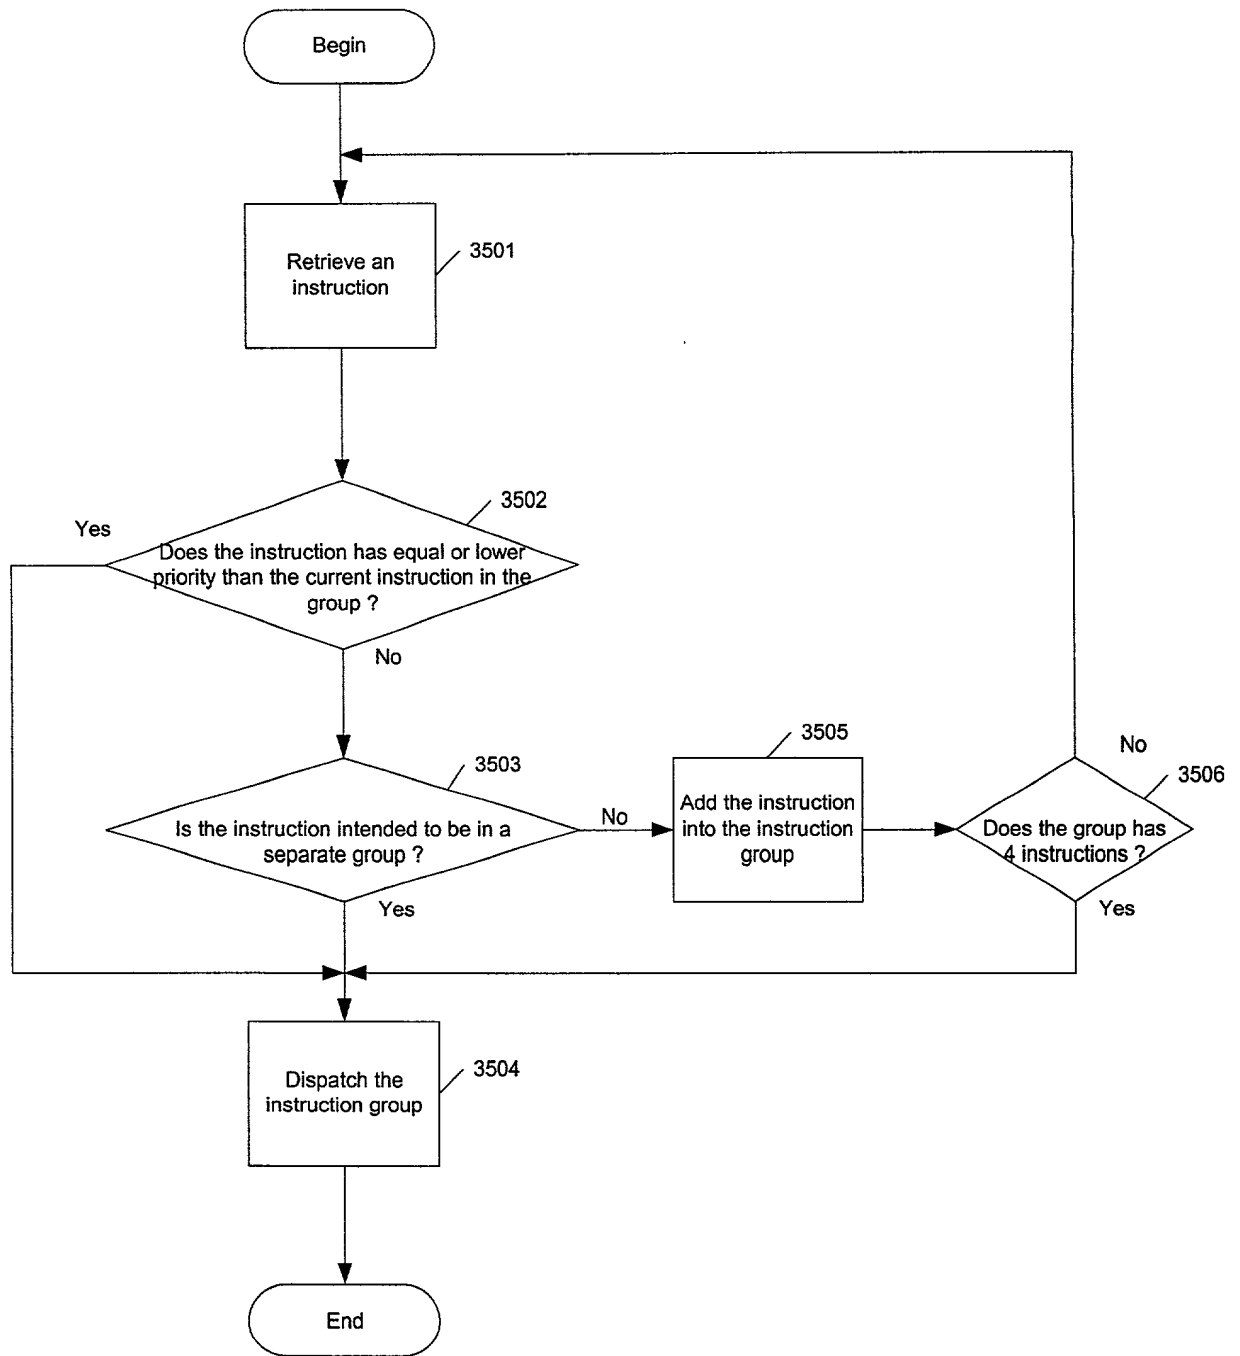 Begin
Retrieve an
instruction
3501
3502
Yes
Does the instruction has equal or lower
priority than the current instruction in the
group ?
No
3503
Is the instruction intended to be in a
separate group ?
No
Yes
3505
Add the instruction
into the instruction
group
No
3506
Does the group has
4 instructions ?
Yes
Dispatch the
instruction group
3504
End